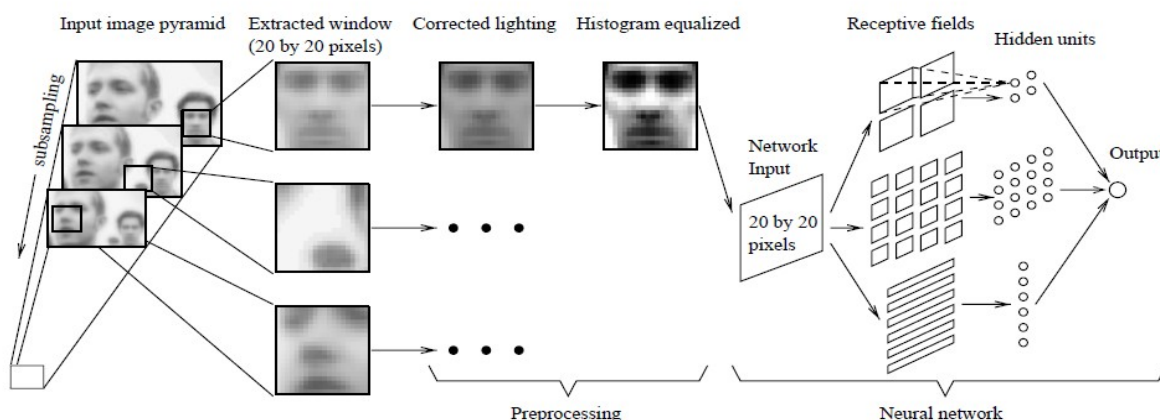 Input image pyramid
Extracted window
(20 by 20 pixels)
Corrected lighting
Histogram equalized
Receptive fields
Hidden units
subsampling
Network
Input
Output
20 by 20
pixels
Preprocessing
Neural network